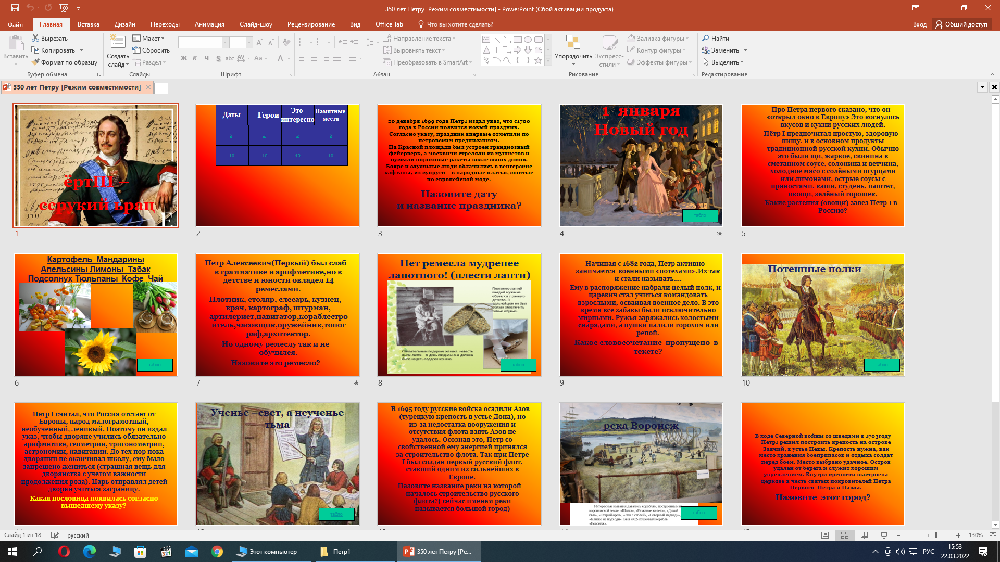 350 лет Петру [Режим совместимости] - PowerPoint (Сбой активации продукта)
Файл Главная Вставка Дизайн Переходы Анимация Слайд-шоу Рецензирование Вид Office Tab Что вы хотите сделать? Вход Общий доступ
Вставить
Вырезать
Копировать
Формат по образцу
Буфер обмена
Создать слайд
Макет
Сбросить
Раздел
Слайды
Ж К Ч S abc AV Aa A
Шрифт
Направление текста
Выровнять текст
Преобразовать в SmartArt
Абзац
Упорядочить
Экспресс-стили
Заливка фигуры
Контур фигуры
Эффекты фигуры
Рисование
Найти
Заменить
Выделить
Редактирование
350 лет Петру [Режим совместимости]
ёртПI –
ссрукий ьрац
1
Даты Герои Это интересно Памятные места
5 5 5 5
10 10 10 10
2
20 декабря 1699 года Петр1 издал указ, что с1700
года в России появится новый праздник.
Согласно указу, праздник впервые отметили по
петровским предписаниям.
На Красной площади был устроен грандиозный
фейерверк, а москвичи стреляли из мушкетов и
пускали пороховые ракеты возле своих домов.
Бояре и служилые люди облачились в венгерские
кафтаны, их супруги – в нарядные платья, сшитые
по европейской моде.
Назовите дату
и название праздника?
3
1 января
Новый год
табло
4
Про Петра первого сказано, что он
«открыл окно в Европу» Это коснулось
вкусов и кухни русских людей.
Пётр I предпочитал простую, здоровую
пищу, и в основном продукты
традиционной русской кухни. Обычно
это были щи, жаркое, свинина в
сметанном соусе, солонина и ветчина,
холодное мясо с солёными огурцами
или лимонами, острые соусы с
пряностями, каши, студень, паштет,
овощи, зелёный горошек.
Какие растения (овощи) завез Петр 1 в
Россию?
5
Картофель Мандарины
Апельсины Лимоны Табак
Подсолнух Тюльпаны Кофе Чай
табло
6
Петр Алексеевич(Первый) был слаб
в грамматике и арифметике,но в
детстве и юности овладел 14
ремеслами.
Плотник, столяр, слесарь, кузнец,
врач, картограф, штурман,
артилерист,навигатор,кораблестро
итель,часовщик,оружейник,топог
раф,архитектор.
Но одному ремеслу так и не
обучился.
Назовите это ремесло?
7
Нет ремесла мудренее
лапотного! (плести лапти)
Плетению лаптей
каждый мужчина
обучался с раннего
детства. В
дальнейшем он был
обязан обеспечить
семью обувью.
Обязательным подарком жениха невесте
были лапти. В день свадьбы она должна
была надеть подарок жениха.
табло
8
Начиная с 1682 года, Петр активно
занимается военными «потехами».Их так
и стали называть....
Ему в распоряжение набрали целый полк, и
царевич стал учиться командовать
взрослыми, осваивая военное дело. В это
время все забавы были исключительно
мирными. Ружья заряжались холостыми
снарядами, а пушки палили горохом или
репой.
Какое словосочетание пропущено в
тексте?
9
Потешные полки
табло
10
Петр I считал, что Россия отстает от
Европы, народ малограмотный,
необученный, ленивый. Поэтому он издал
указ, чтобы дворяне учились обязательно
арифметике, геометрии, тригонометрии,
астрономии, навигации. До тех пор пока
дворянин не оканчивал школу, ему было
запрещено жениться (страшная вещь для
дворянства с учетом важности
продолжения рода). Царь отправлял детей
дворян учиться заграницу.
Какая пословица появилась согласно
вышедшему указу?
Ученье –свет, а неученье
тьма
табло
В 1695 году русские войска осадили Азов
(турецкую крепость в устье Дона), но
из-за недостатка вооружения и
отсутствия флота взять Азов не
удалось. Осознав это, Петр со
свойственной ему энергией принялся
за строительство флота. Так при Петре
I был создан первый русский флот,
ставший одним из сильнейших в
Европе.
Назовите название реки на которой
началось строительство русского
флота?( сейчас именем реки
называется большой город)
река Воронеж
Интересные названия давались кораблям, построенным на
воронежской земле: «Шпага», «Разженое железо», «Дикий
бык», «Старый орел», «Лев с саблей», «Северный медведь»,
«Близко не подходи». Был и 62- пушечный корабль
«Воронеж».
табло
В ходе Северной войны со шведами в 1703году
Петр1 решил построить крепость на острове
Заячий, в устье Невы. Крепость нужна, как
место хранения боеприпасов и отдыха солдат
перед боем. Место выбрано удачное. Остров
удален от берега и служит хорошим
укреплением. Внутри крепости выстроена
церковь в честь святых покровителей Петра
Первого- Петра и Павла.
Назовите этот город?
Слайд 1 из 18 русский 130%
Этот компьютер Петр1 350 лет Петру [Ре... РУС 15:53
22.03.2022